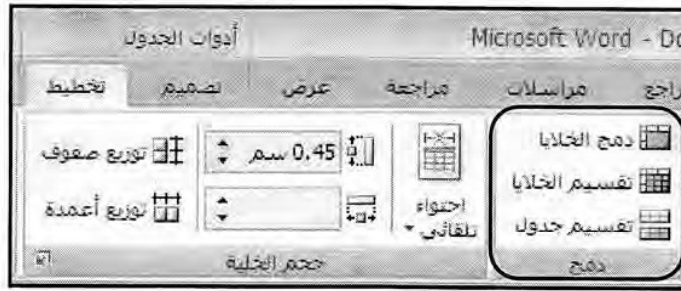 Microsoft Word - Do
أدوات الجدول
راجع مراسلات مراجعة عرض تصميم تخطيط
دمج الخلايا
تقسيم الخلايا
تقسيم جدول
دمج
احتواء
تلقائي
0.45 سم
توزيع صفوف
توزيع أعمدة
حجم الخلية